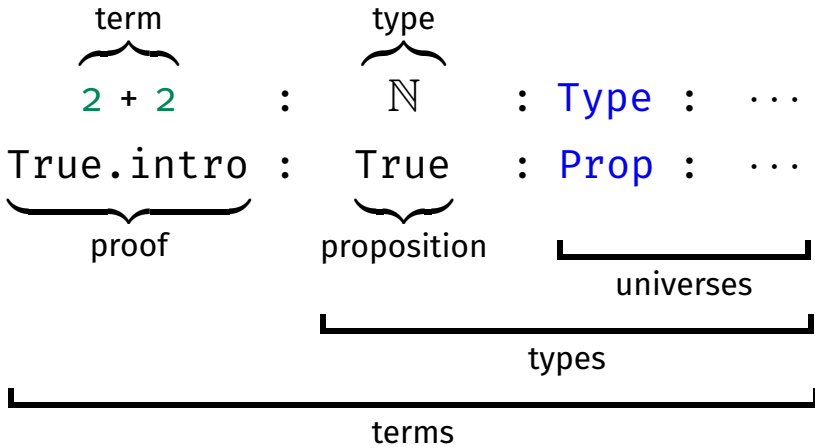 term type
2 + 2 : ℕ : Type : ···
True.intro : True : Prop : ···
proof proposition
universes
types
terms